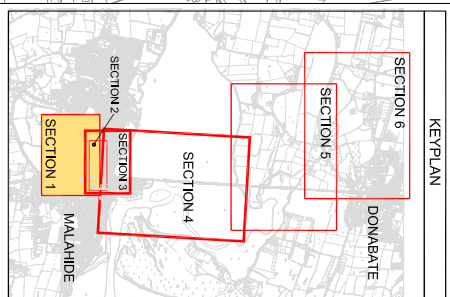 KEYPLAN
SECTION 6
SECTION 5
DONABATE
SECTION 4
SECTION 3
SECTION 2
SECTION 1
MALAHIDE